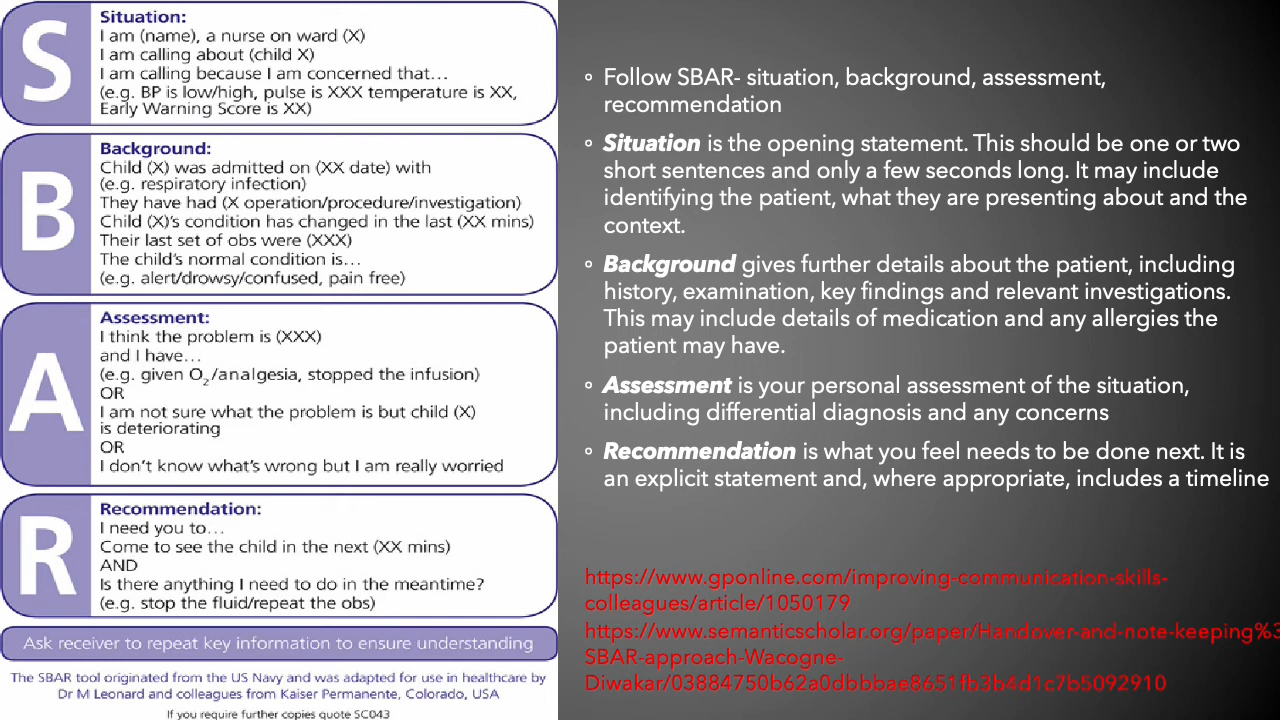 S
Situation:
I am (name), a nurse on ward (X)
I am calling about (child X)
I am calling because I am concerned that…
(e.g. BP is low/high, pulse is XXX temperature is XX,
Early Warning Score is XX)
B
Background:
Child (X) was admitted on (XX date) with
(e.g. respiratory infection)
They have had (X operation/procedure/investigation)
Child (X)'s condition has changed in the last (XX mins)
Their last set of obs were (XXX)
The child's normal condition is…
(e.g. alert/drowsy/confused, pain free)
A
Assessment:
I think the problem is (XXX)
and I have…
(e.g. given O₂/analgesia, stopped the infusion)
OR
I am not sure what the problem is but child (X)
is deteriorating
OR
I don't know what's wrong but I am really worried
R
Recommendation:
I need you to…
Come to see the child in the next (XX mins)
AND
Is there anything I need to do in the meantime?
(e.g. stop the fluid/repeat the obs)
Ask receiver to repeat key information to ensure understanding
The SBAR tool originated from the US Navy and was adapted for use in healthcare by
Dr M Leonard and colleagues from Kaiser Permanente, Colorado, USA
If you require further copies quote SC043
Follow SBAR- situation, background, assessment,
recommendation
Situation is the opening statement. This should be one or two
short sentences and only a few seconds long. It may include
identifying the patient, what they are presenting about and the
context.
Background gives further details about the patient, including
history, examination, key findings and relevant investigations.
This may include details of medication and any allergies the
patient may have.
Assessment is your personal assessment of the situation,
including differential diagnosis and any concerns
Recommendation is what you feel needs to be done next. It is
an explicit statement and, where appropriate, includes a timeline
https://www.gponline.com/improving-communication-skills-
colleagues/article/1050179
https://www.semanticscholar.org/paper/Handover-and-note-keeping%3
SBAR-approach-Wacogne-
Diwakar/03884750b62a0dbbbae8651fb3b4d1c7b5092910